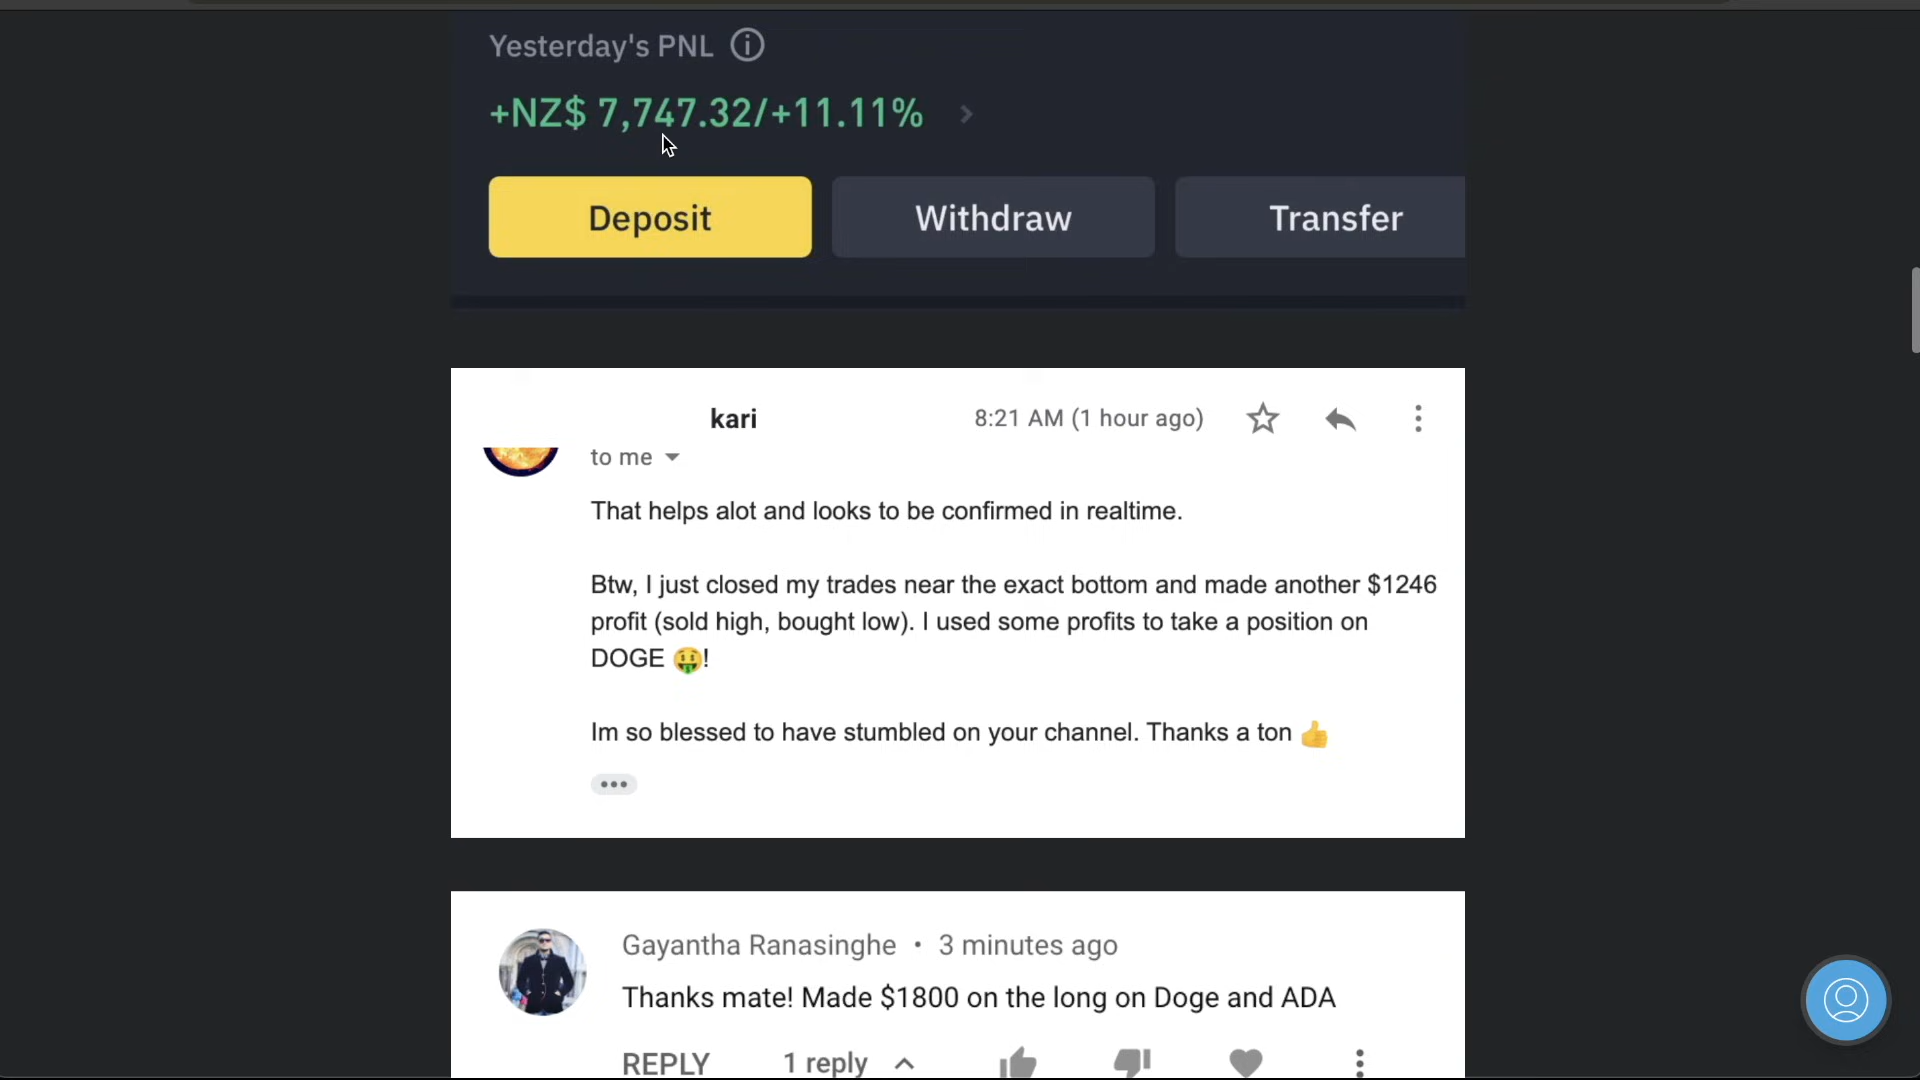 Yesterday's PNL
+NZ$ 7,747.32/+11.11%
Deposit Withdraw Transfer
kari 8:21 AM (1 hour ago)
to me
That helps alot and looks to be confirmed in realtime.
Btw, I just closed my trades near the exact bottom and made another $1246
profit (sold high, bought low). I used some profits to take a position on
DOGE 🤑!
Im so blessed to have stumbled on your channel. Thanks a ton 👍
Gayantha Ranasinghe • 3 minutes ago
Thanks mate! Made $1800 on the long on Doge and ADA
REPLY 1 reply